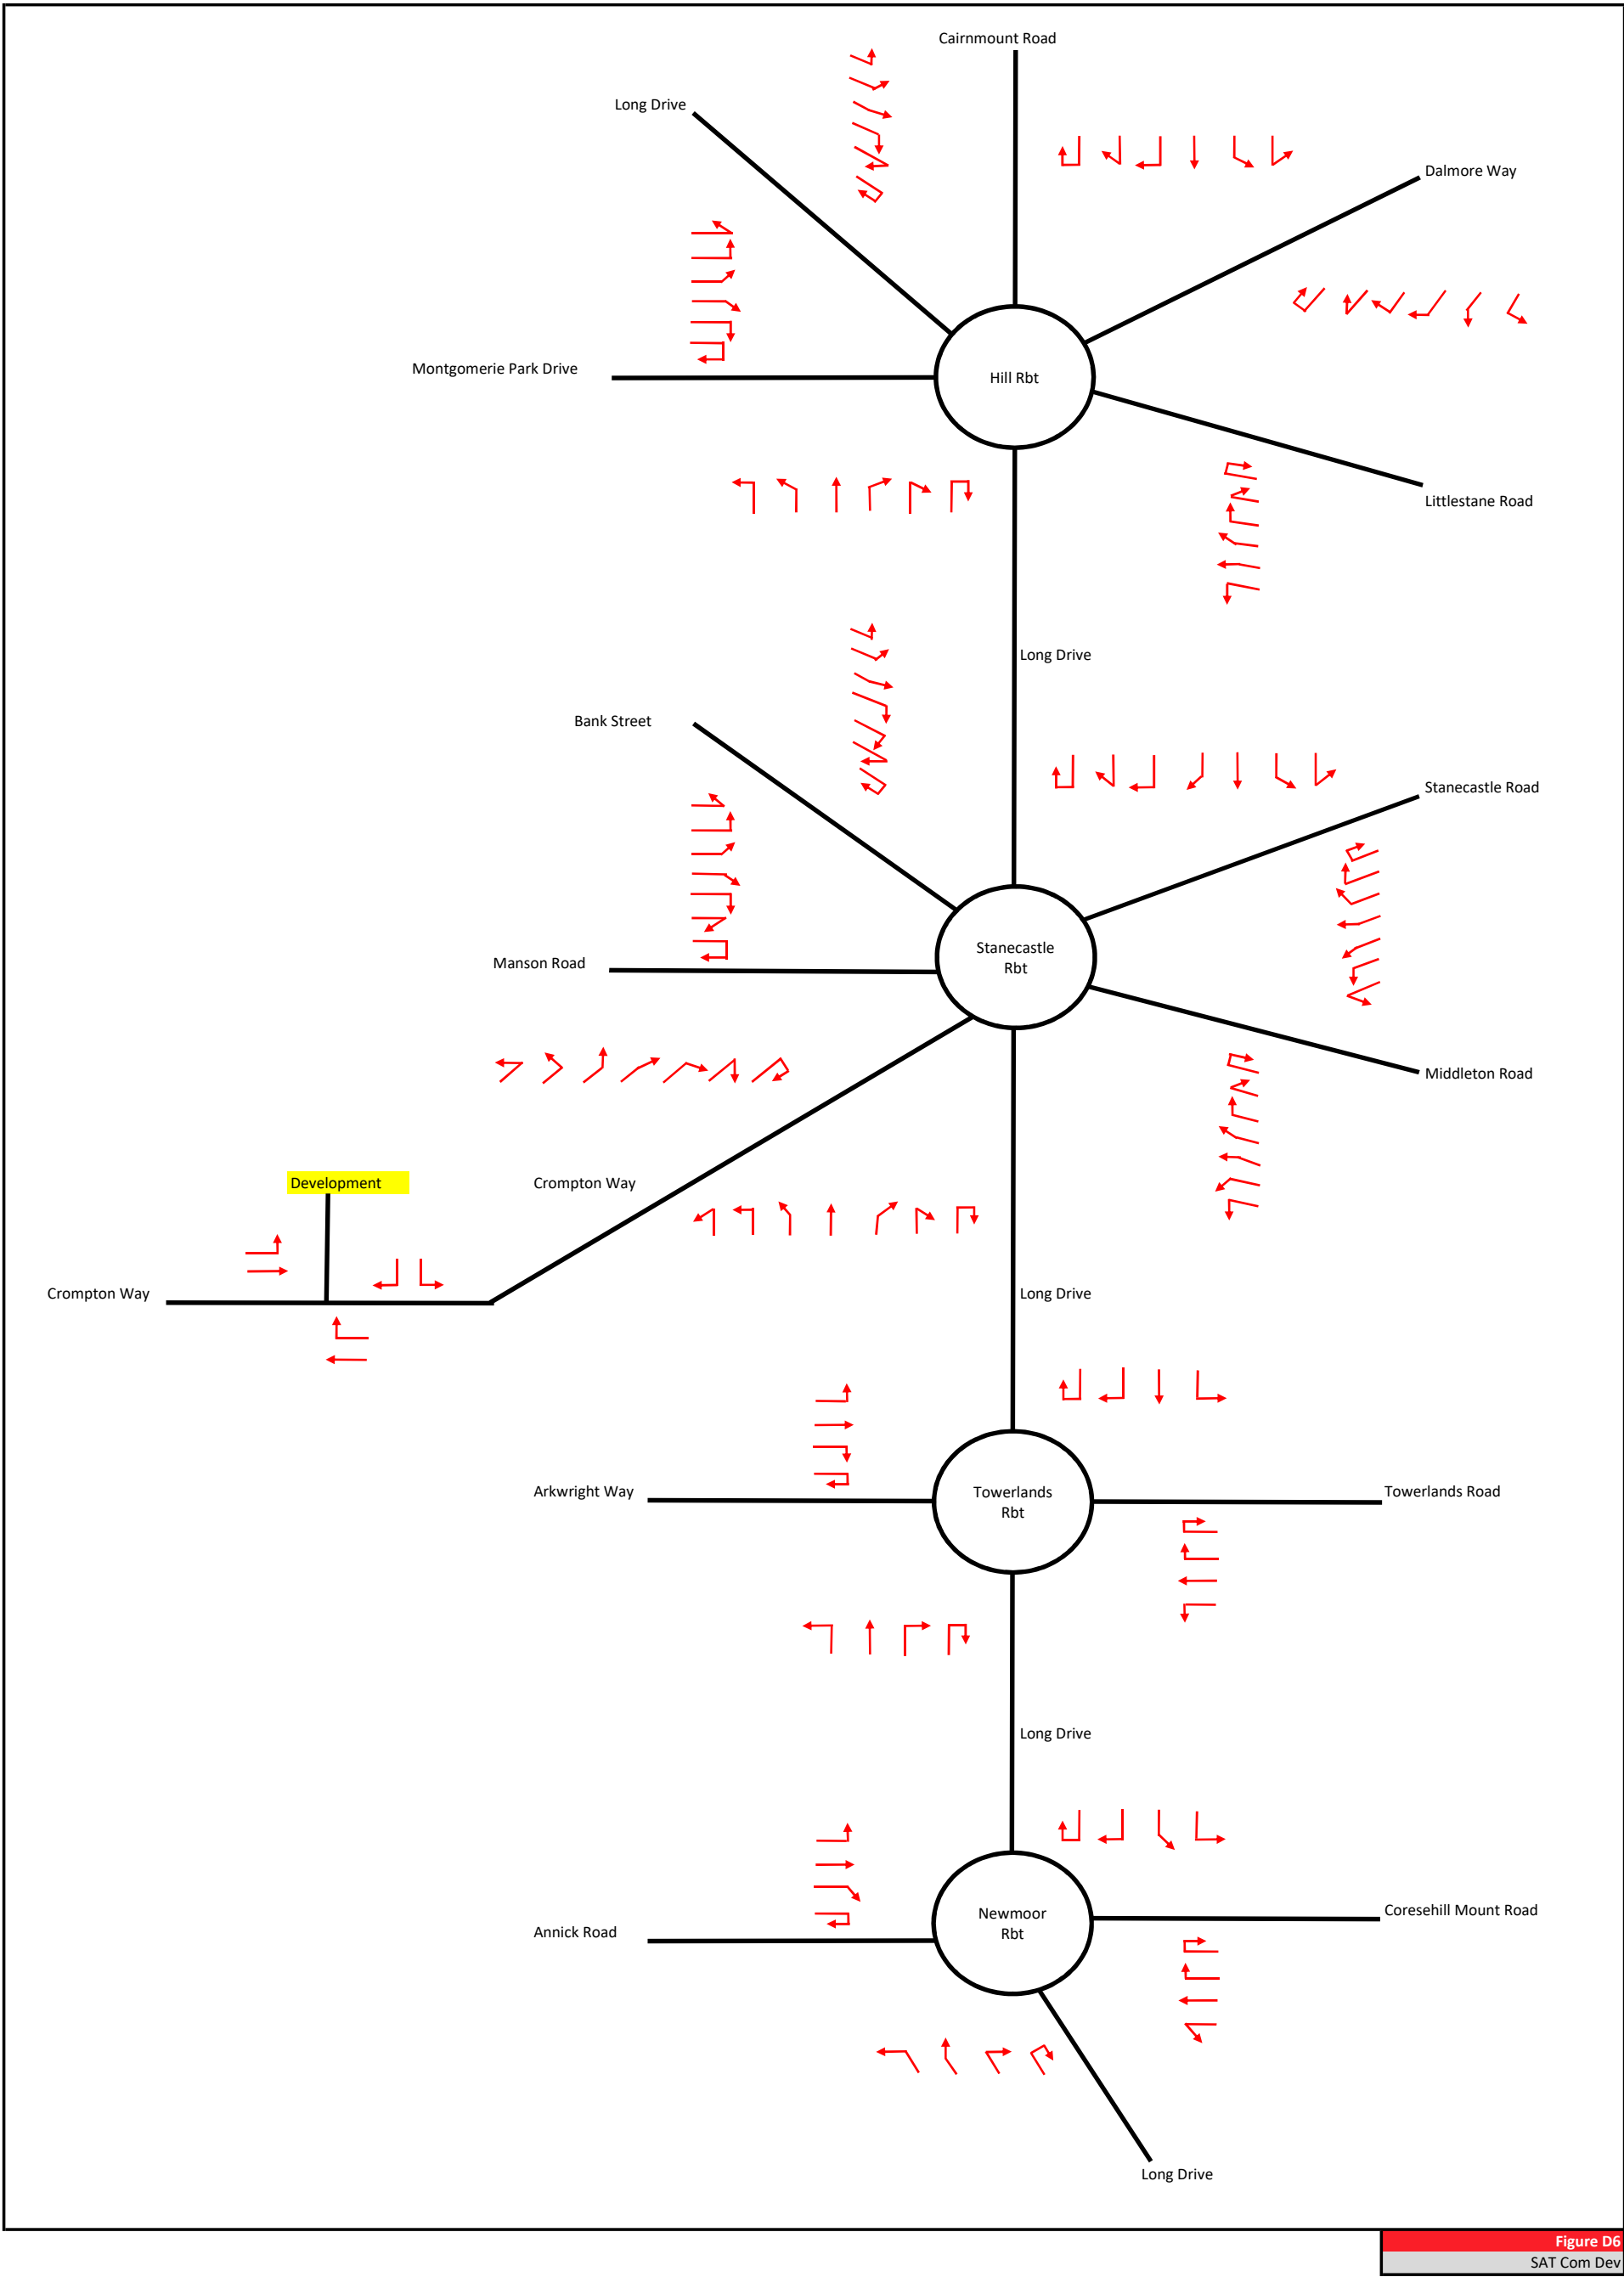 Cairnmount Road
Long Drive
Dalmore Way
Montgomerie Park Drive
Hill Rbt
Littlestane Road
Long Drive
Bank Street
Stanecastle Road
Stanecastle
Rbt
Manson Road
Middleton Road
Development
Crompton Way
Crompton Way
Long Drive
Arkwright Way
Towerlands
Rbt
Towerlands Road
Long Drive
Newmoor
Rbt
Coresehill Mount Road
Annick Road
Long Drive
Figure D6
SAT Com Dev